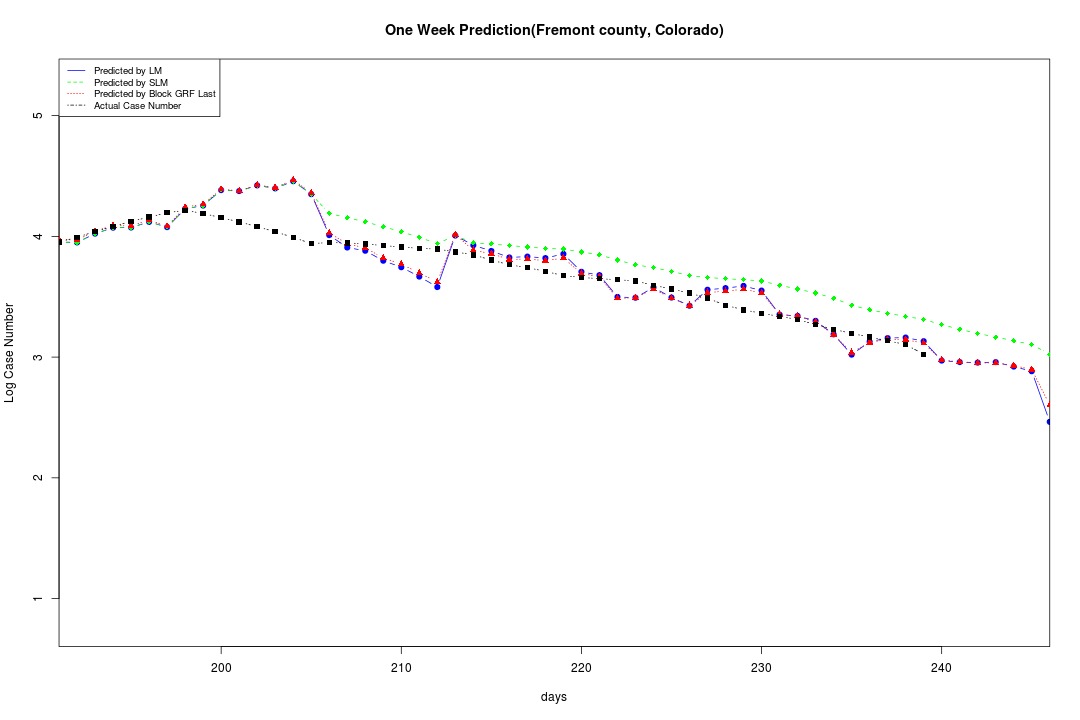 One Week Prediction(Fremont county, Colorado)
Predicted by LM
Predicted by SLM
Predicted by Block GRF Last
Actual Case Number
5
4
3
2
1
Log Case Number
200 210 220 230 240
days